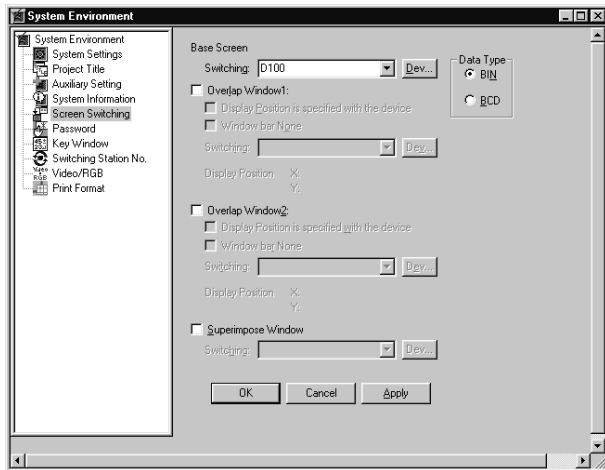 System Environment
System Environment
System Settings
Project Title
Auxiliary Setting
System Information
Screen Switching
Password
Key Window
Switching Station No.
Video/RGB
Print Format
Base Screen
Switching: D100 Dev...
Data Type
BIN
BCD
Overlap Window1:
Display Position is specified with the device
Window bar None
Switching: Dev...
Display Position X:
Y:
Overlap Window2:
Display Position is specified with the device
Window bar None
Switching: Dev...
Display Position X:
Y:
Superimpose Window
Switching: Dev...
OK Cancel Apply